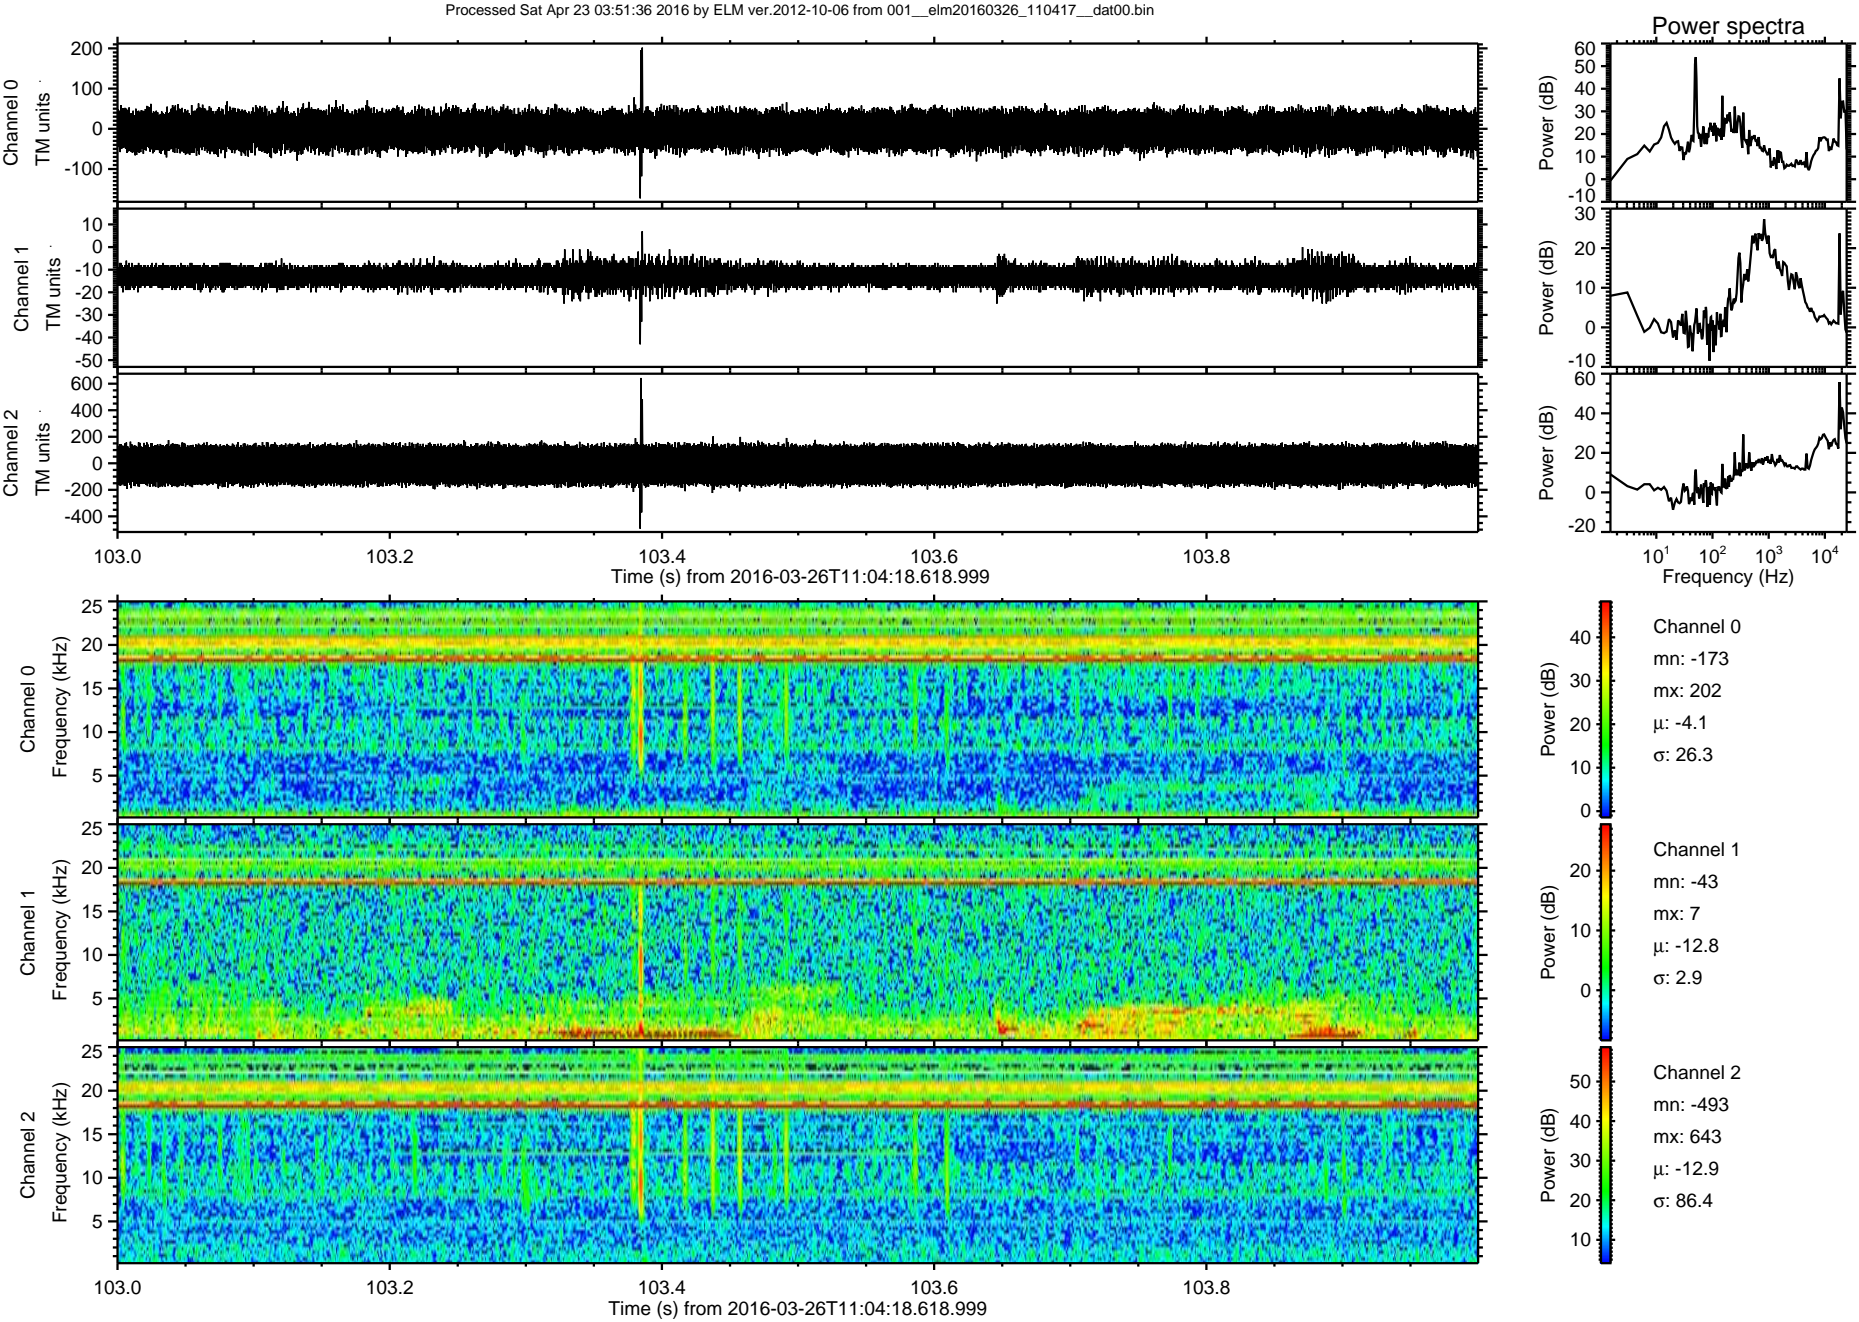 Processed Sat Apr 23 03:51:36 2016 by ELM ver.2012-10-06 from 001__elm20160326_110417__dat00.bin
Power spectra
Channel 0
TM units
200
100
0
-100
Power (dB)
60
50
40
30
20
10
0
-10
Channel 1
TM units
10
0
-10
-20
-30
-40
-50
Power (dB)
30
20
10
0
-10
Channel 2
TM units
600
400
200
0
-200
-400
Power (dB)
60
40
20
0
-20
103.0 103.2 103.4 103.6 103.8
Time (s) from 2016-03-26T11:04:18.618.999
10¹ 10² 10³ 10⁴
Frequency (Hz)
Channel 0
Frequency (kHz)
25
20
15
10
5
Power (dB)
40
30
20
10
0
Channel 0
mn: -173
mx: 202
µ: -4.1
σ: 26.3
Channel 1
Frequency (kHz)
25
20
15
10
5
Power (dB)
20
10
0
Channel 1
mn: -43
mx: 7
µ: -12.8
σ: 2.9
Channel 2
Frequency (kHz)
25
20
15
10
5
Power (dB)
50
40
30
20
10
Channel 2
mn: -493
mx: 643
µ: -12.9
σ: 86.4
103.0 103.2 103.4 103.6 103.8
Time (s) from 2016-03-26T11:04:18.618.999